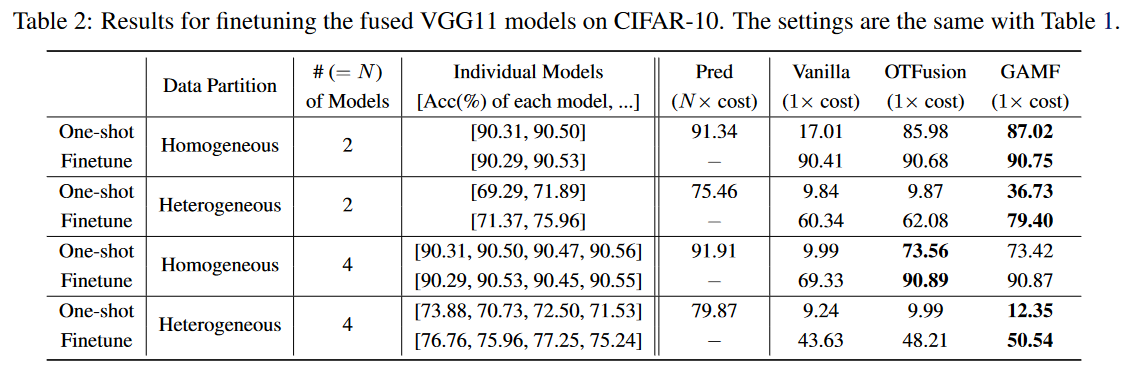 Table 2: Results for finetuning the fused VGG11 models on CIFAR-10. The settings are the same with Table 1.
Data Partition # (= N) of Models Individual Models [Acc(%) of each model, ...] Pred (N× cost) Vanilla (1× cost) OTFusion (1× cost) GAMF (1× cost)
One-shot Homogeneous 2 [90.31, 90.50] 91.34 17.01 85.98 87.02
Finetune [90.29, 90.53] – 90.41 90.68 90.75
One-shot Heterogeneous 2 [69.29, 71.89] 75.46 9.84 9.87 36.73
Finetune [71.37, 75.96] – 60.34 62.08 79.40
One-shot Homogeneous 4 [90.31, 90.50, 90.47, 90.56] 91.91 9.99 73.56 73.42
Finetune [90.29, 90.53, 90.45, 90.55] – 69.33 90.89 90.87
One-shot Heterogeneous 4 [73.88, 70.73, 72.50, 71.53] 79.87 9.24 9.99 12.35
Finetune [76.76, 75.96, 77.25, 75.24] – 43.63 48.21 50.54